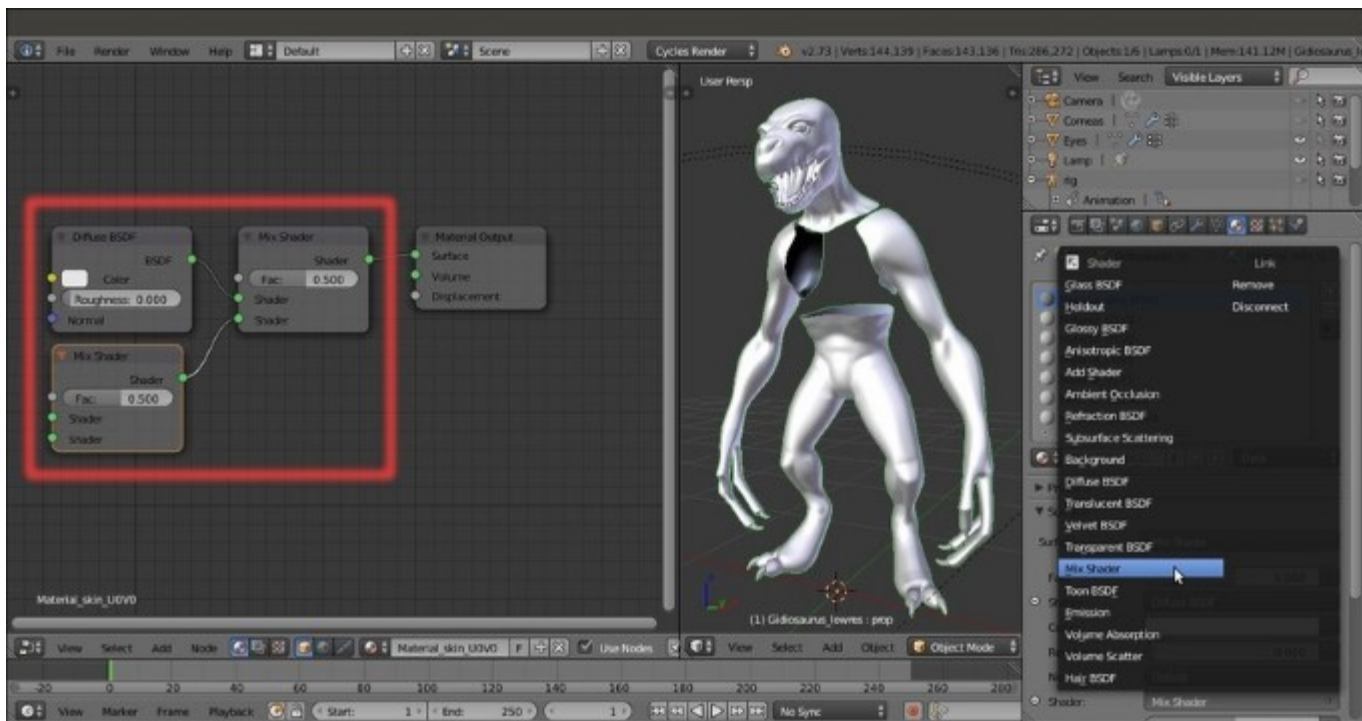 File Render Window Help Default Scene Cycles Render v2.73 | Verts:144,139 | Faces:143,136 | Tris:286,272 | Objects:1/6 | Lamps:0/1 | Mem:141.12M | Gidiosaurus_l
User Persp
View Search Visible Layers
Camera
Corneas
Eyes
Lamp
rig
Animation
Diffuse BSDF
BSDF
Color
Roughness: 0.000
Normal
Mix Shader
Shader
Fac: 0.500
Shader
Shader
Material Output
Surface
Volume
Displacement
Mix Shader
Shader
Fac: 0.500
Shader
Shader
Material_skin_U0V0
(1) Gidiosaurus_lowres : prop
Shader Link
Glass BSDF Remove
Holdout Disconnect
Glossy BSDF
Anisotropic BSDF
Add Shader
Ambient Occlusion
Refraction BSDF
Subsurface Scattering
Background
Diffuse BSDF
Translucent BSDF
Velvet BSDF
Transparent BSDF
Mix Shader
Toon BSDF
Emission
Volume Absorption
Volume Scatter
Hair BSDF
Data
Shader: Mix Shader
View Select Add Node Material_skin_U0V0 F Use Nodes
View Select Add Object Object Mode
-20 0 20 40 60 80 100 120 140 160 180 200 220 240 260 280
View Marker Frame Playback Start: 1 End: 250 1 No Sync